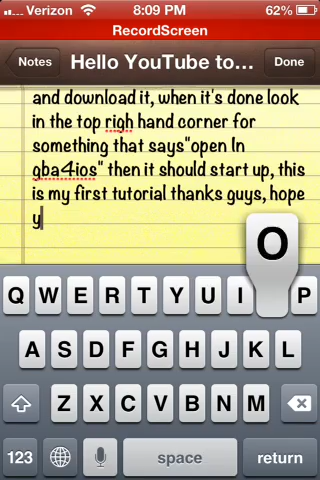 Verizon 8:09 PM 62%
RecordScreen
Notes Hello YouTube to... Done
and download it, when it's done look
in the top righ hand corner for
something that says"open In
gba4ios" then it should start up, this
is my first tutorial thanks guys, hope
y
O
Q W E R T Y U I P
A S D F G H J K L
Z X C V B N M
123 space return